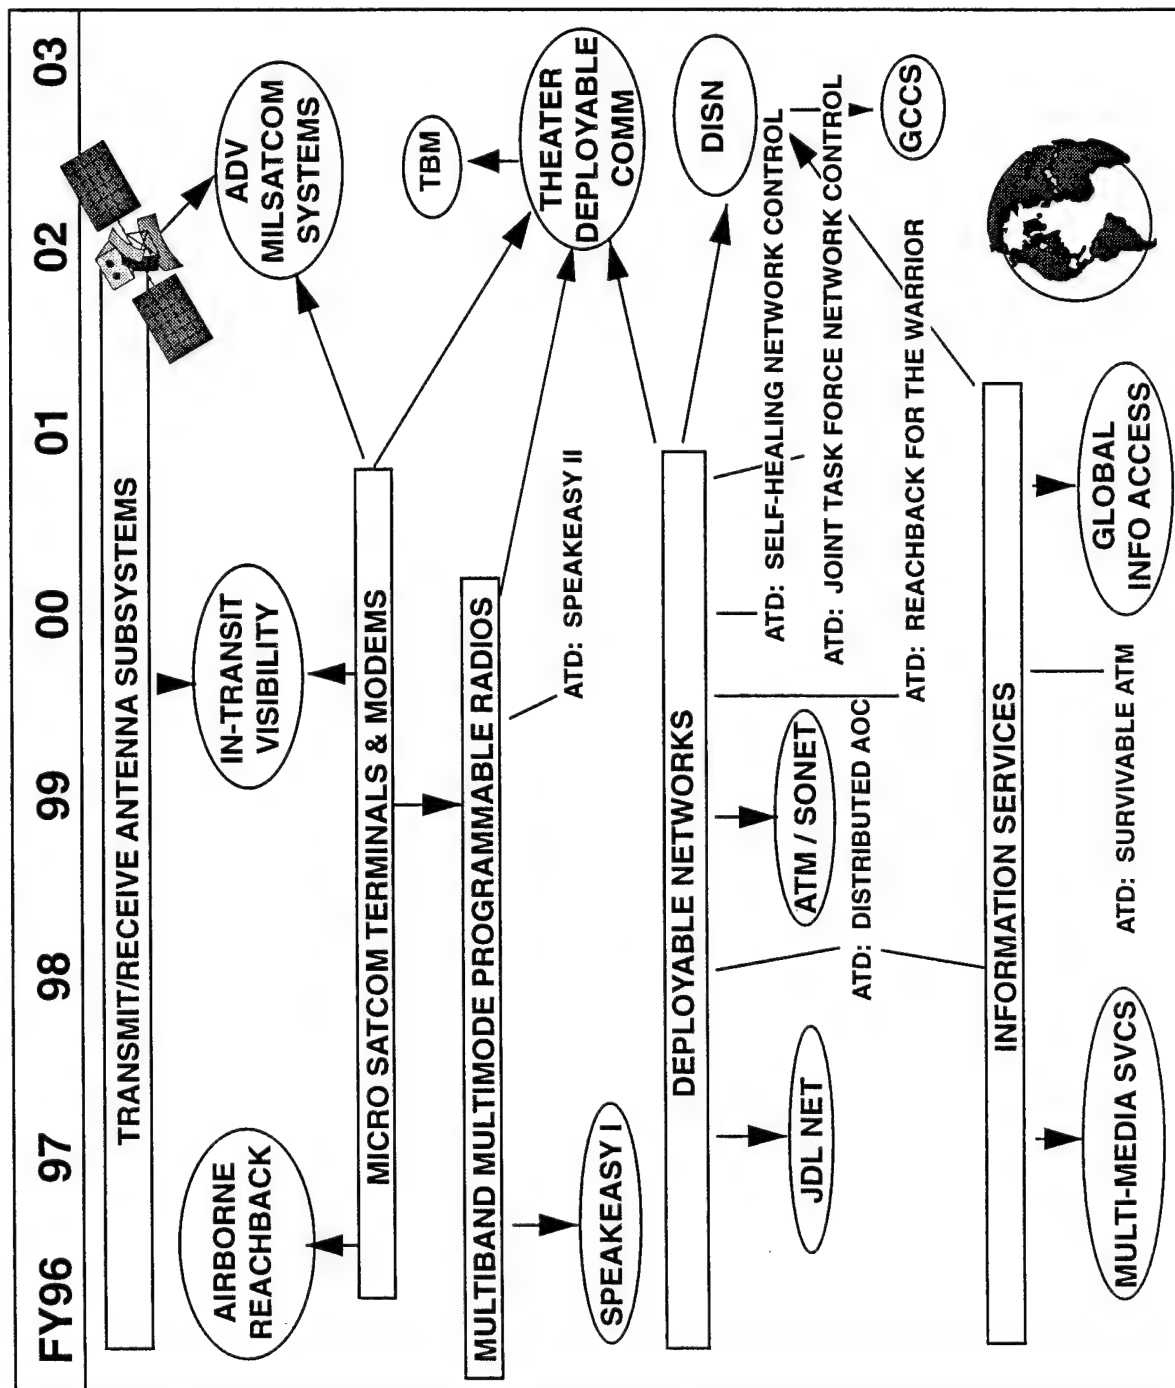 FY96 97 98 99 00 01 02 03
TRANSMIT/RECEIVE ANTENNA SUBSYSTEMS
AIRBORNE
REACHBACK
IN-TRANSIT
VISIBILITY
ADV
MILSATCOM
SYSTEMS
MICRO SATCOM TERMINALS & MODEMS
TBM
MULTIBAND MULTIMODE PROGRAMMABLE RADIOS
THEATER
DEPLOYABLE
COMM
SPEAKEASY I
ATD: SPEAKEASY II
DEPLOYABLE NETWORKS
DISN
JDL NET
ATM / SONET
ATD: SELF-HEALING NETWORK CONTROL
ATD: JOINT TASK FORCE NETWORK CONTROL
ATD: DISTRIBUTED AOC
ATD: REACHBACK FOR THE WARRIOR
GCCS
INFORMATION SERVICES
MULTI-MEDIA SVCS
ATD: SURVIVABLE ATM
GLOBAL
INFO ACCESS